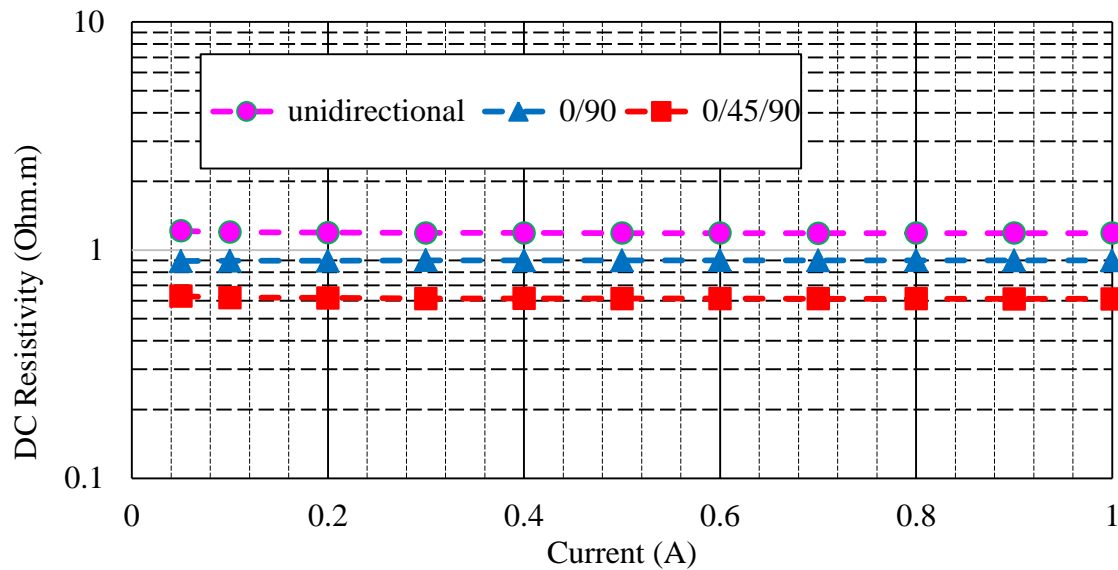 10
unidirectional 0/90 0/45/90
1
0.1
0 0.2 0.4 0.6 0.8 1
Current (A)
DC Resistivity (Ohm.m)